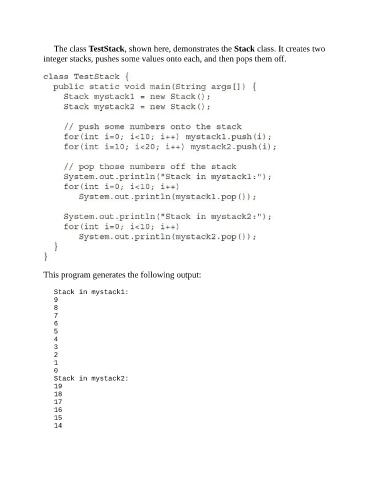 The class TestStack, shown here, demonstrates the Stack class. It creates two
integer stacks, pushes some values onto each, and then pops them off.
class TestStack {
public static void main(String args[]) {
Stack mystack1 = new Stack();
Stack mystack2 = new Stack();
// push some numbers onto the stack
for(int i=0; i<10; i++) mystack1.push(i);
for(int i=10; i<20; i++) mystack2.push(i);
// pop those numbers off the stack
System.out.println("Stack in mystack1:");
for(int i=0; i<10; i++)
System.out.println(mystack1.pop());
System.out.println("Stack in mystack2:");
for(int i=0; i<10; i++)
System.out.println(mystack2.pop());
}
}
This program generates the following output:
Stack in mystack1:
9
8
7
6
5
4
3
2
1
0
Stack in mystack2:
19
18
17
16
15
14